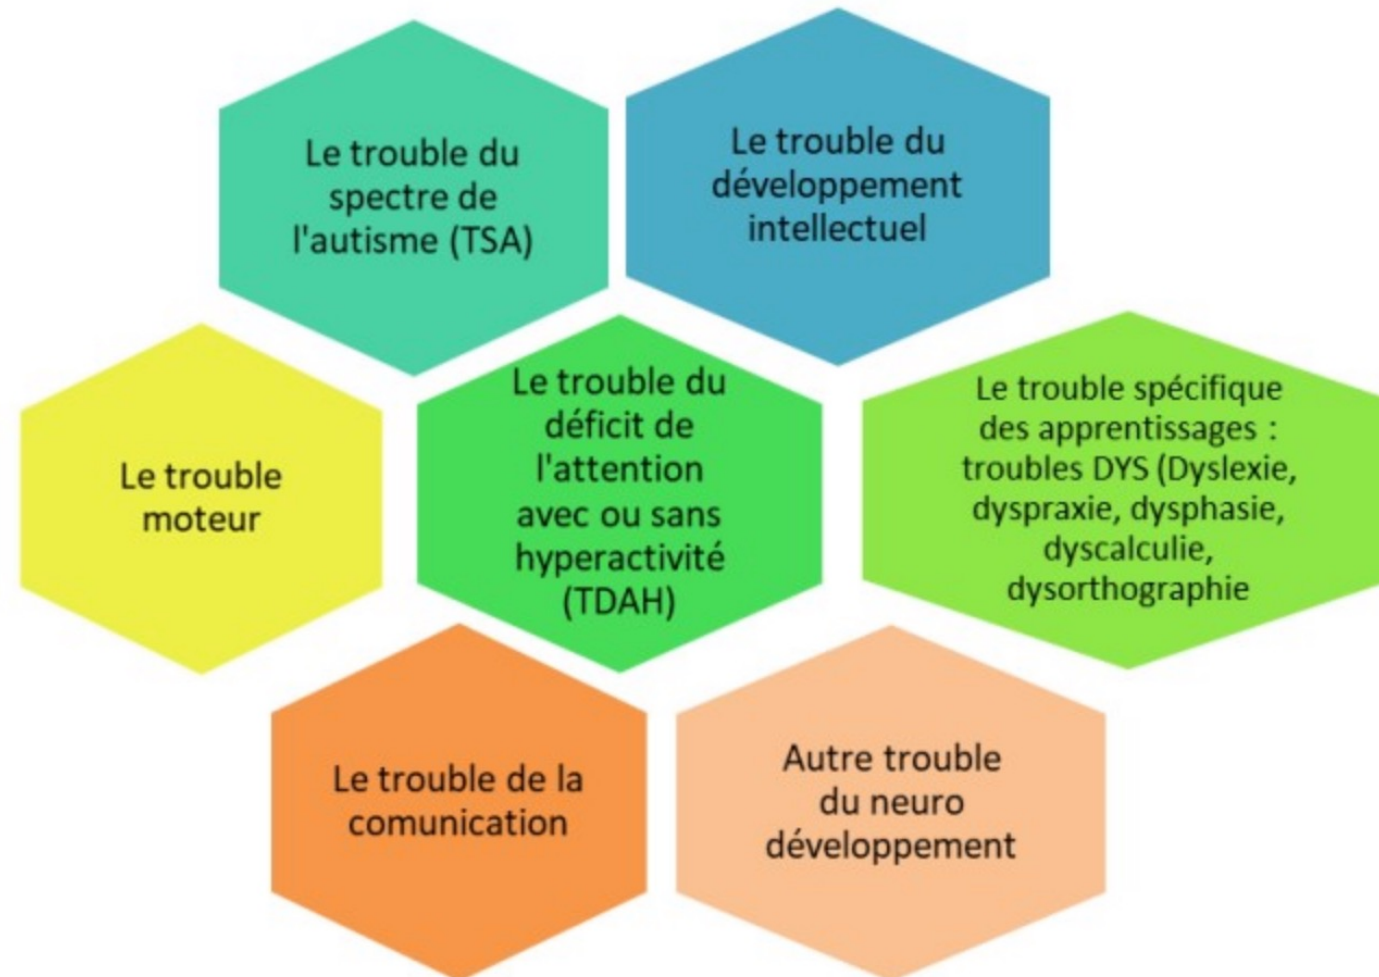 Le trouble du
spectre de
l'autisme (TSA)
Le trouble du
développement
intellectuel
Le trouble
moteur
Le trouble du
déficit de
l'attention
avec ou sans
hyperactivité
(TDAH)
Le trouble spécifique
des apprentissages :
troubles DYS (Dyslexie,
dyspraxie, dysphasie,
dyscalculie,
dysorthographie
Le trouble de la
comunication
Autre trouble
du neuro
développement